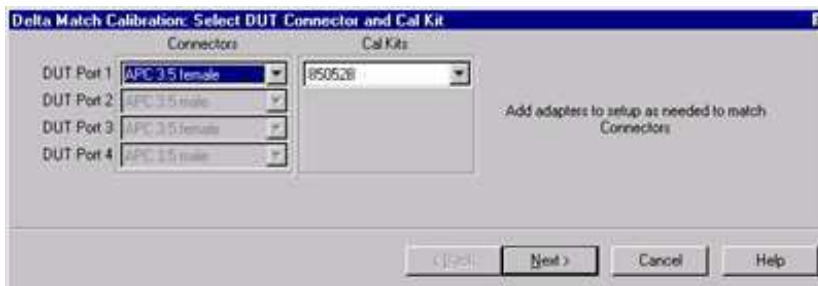 Delta Match Calibration: Select DUT Connector and Cal Kit
Connectors
Cal Kits
DUT Port 1 APC 3.5 female 85052B
DUT Port 2 APC 3.5 male
DUT Port 3 APC 3.5 female
DUT Port 4 APC 3.5 male
Add adapters to setup as needed to match
Connectors
< Back
Next >
Cancel
Help